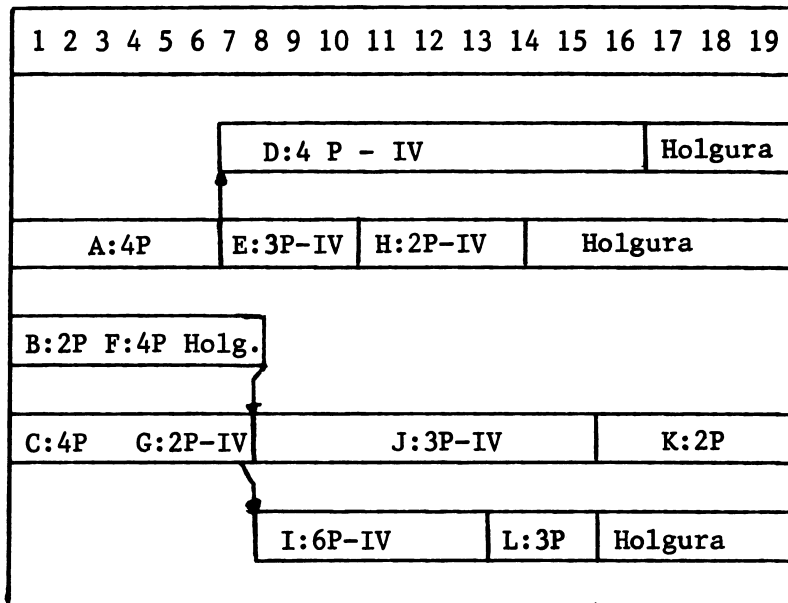 1 2 3 4 5 6 7 8 9 10 11 12 13 14 15 16 17 18 19
D:4 P - IV Holgura
A:4P E:3P-IV H:2P-IV Holgura
B:2P F:4P Holg.
C:4P G:2P-IV J:3P-IV K:2P
I:6P-IV L:3P Holgura